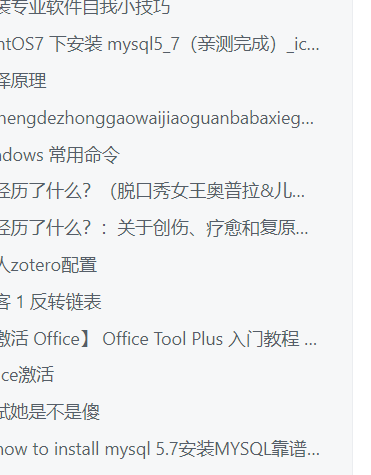 装专业软件自我小技巧
ntOS7 下安装 mysql5_7（亲测完成）_ic...
译原理
hengdezhonggaowaijiaoguanbabaxieg...
ndows 常用命令
经历了什么？（脱口秀女王奥普拉&儿...
经历了什么？：关于创伤、疗愈和复原...
人zotero配置
客 1 反转链表
激活 Office】 Office Tool Plus 入门教程 ...
ice激活
试她是不是傻
how to install mysql 5.7安装MYSQL靠谱...